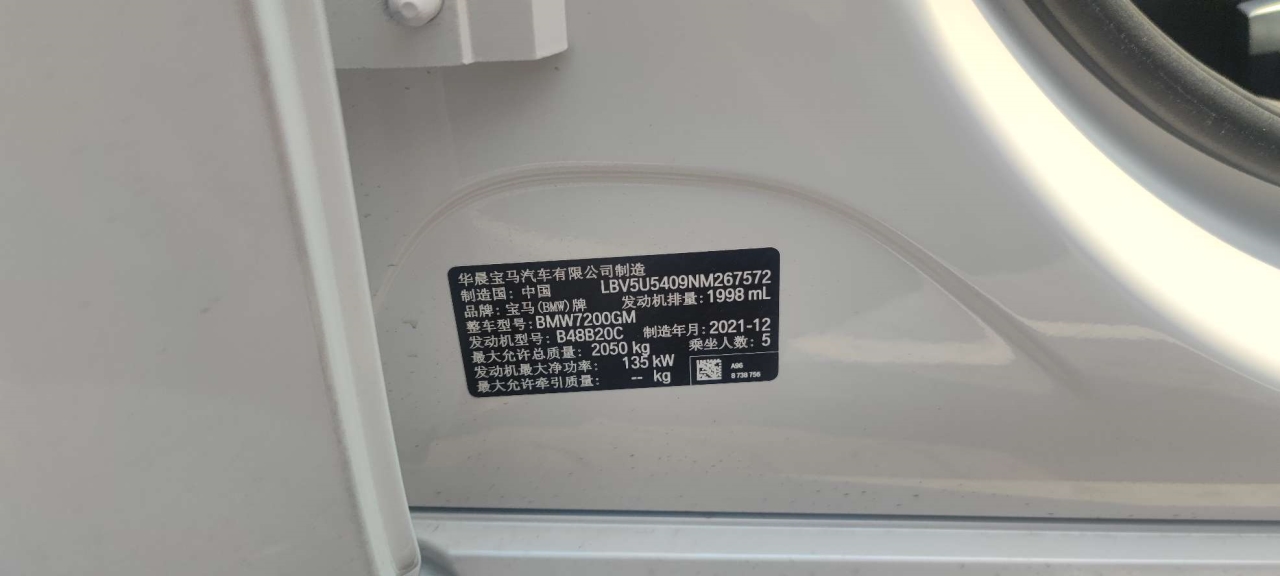 华晨宝马汽车有限公司制造
制造国: 中国 LBV5U5409NM267572
品牌: 宝马(BMW)牌 发动机排量: 1998 mL
整车型号: BMW7200GM
发动机型号: B48B20C 制造年月: 2021-12
最大允许总质量: 2050 kg 乘坐人数: 5
发动机最大净功率: 135 kW
最大允许牵引质量: -- kg
A96
8 738 756